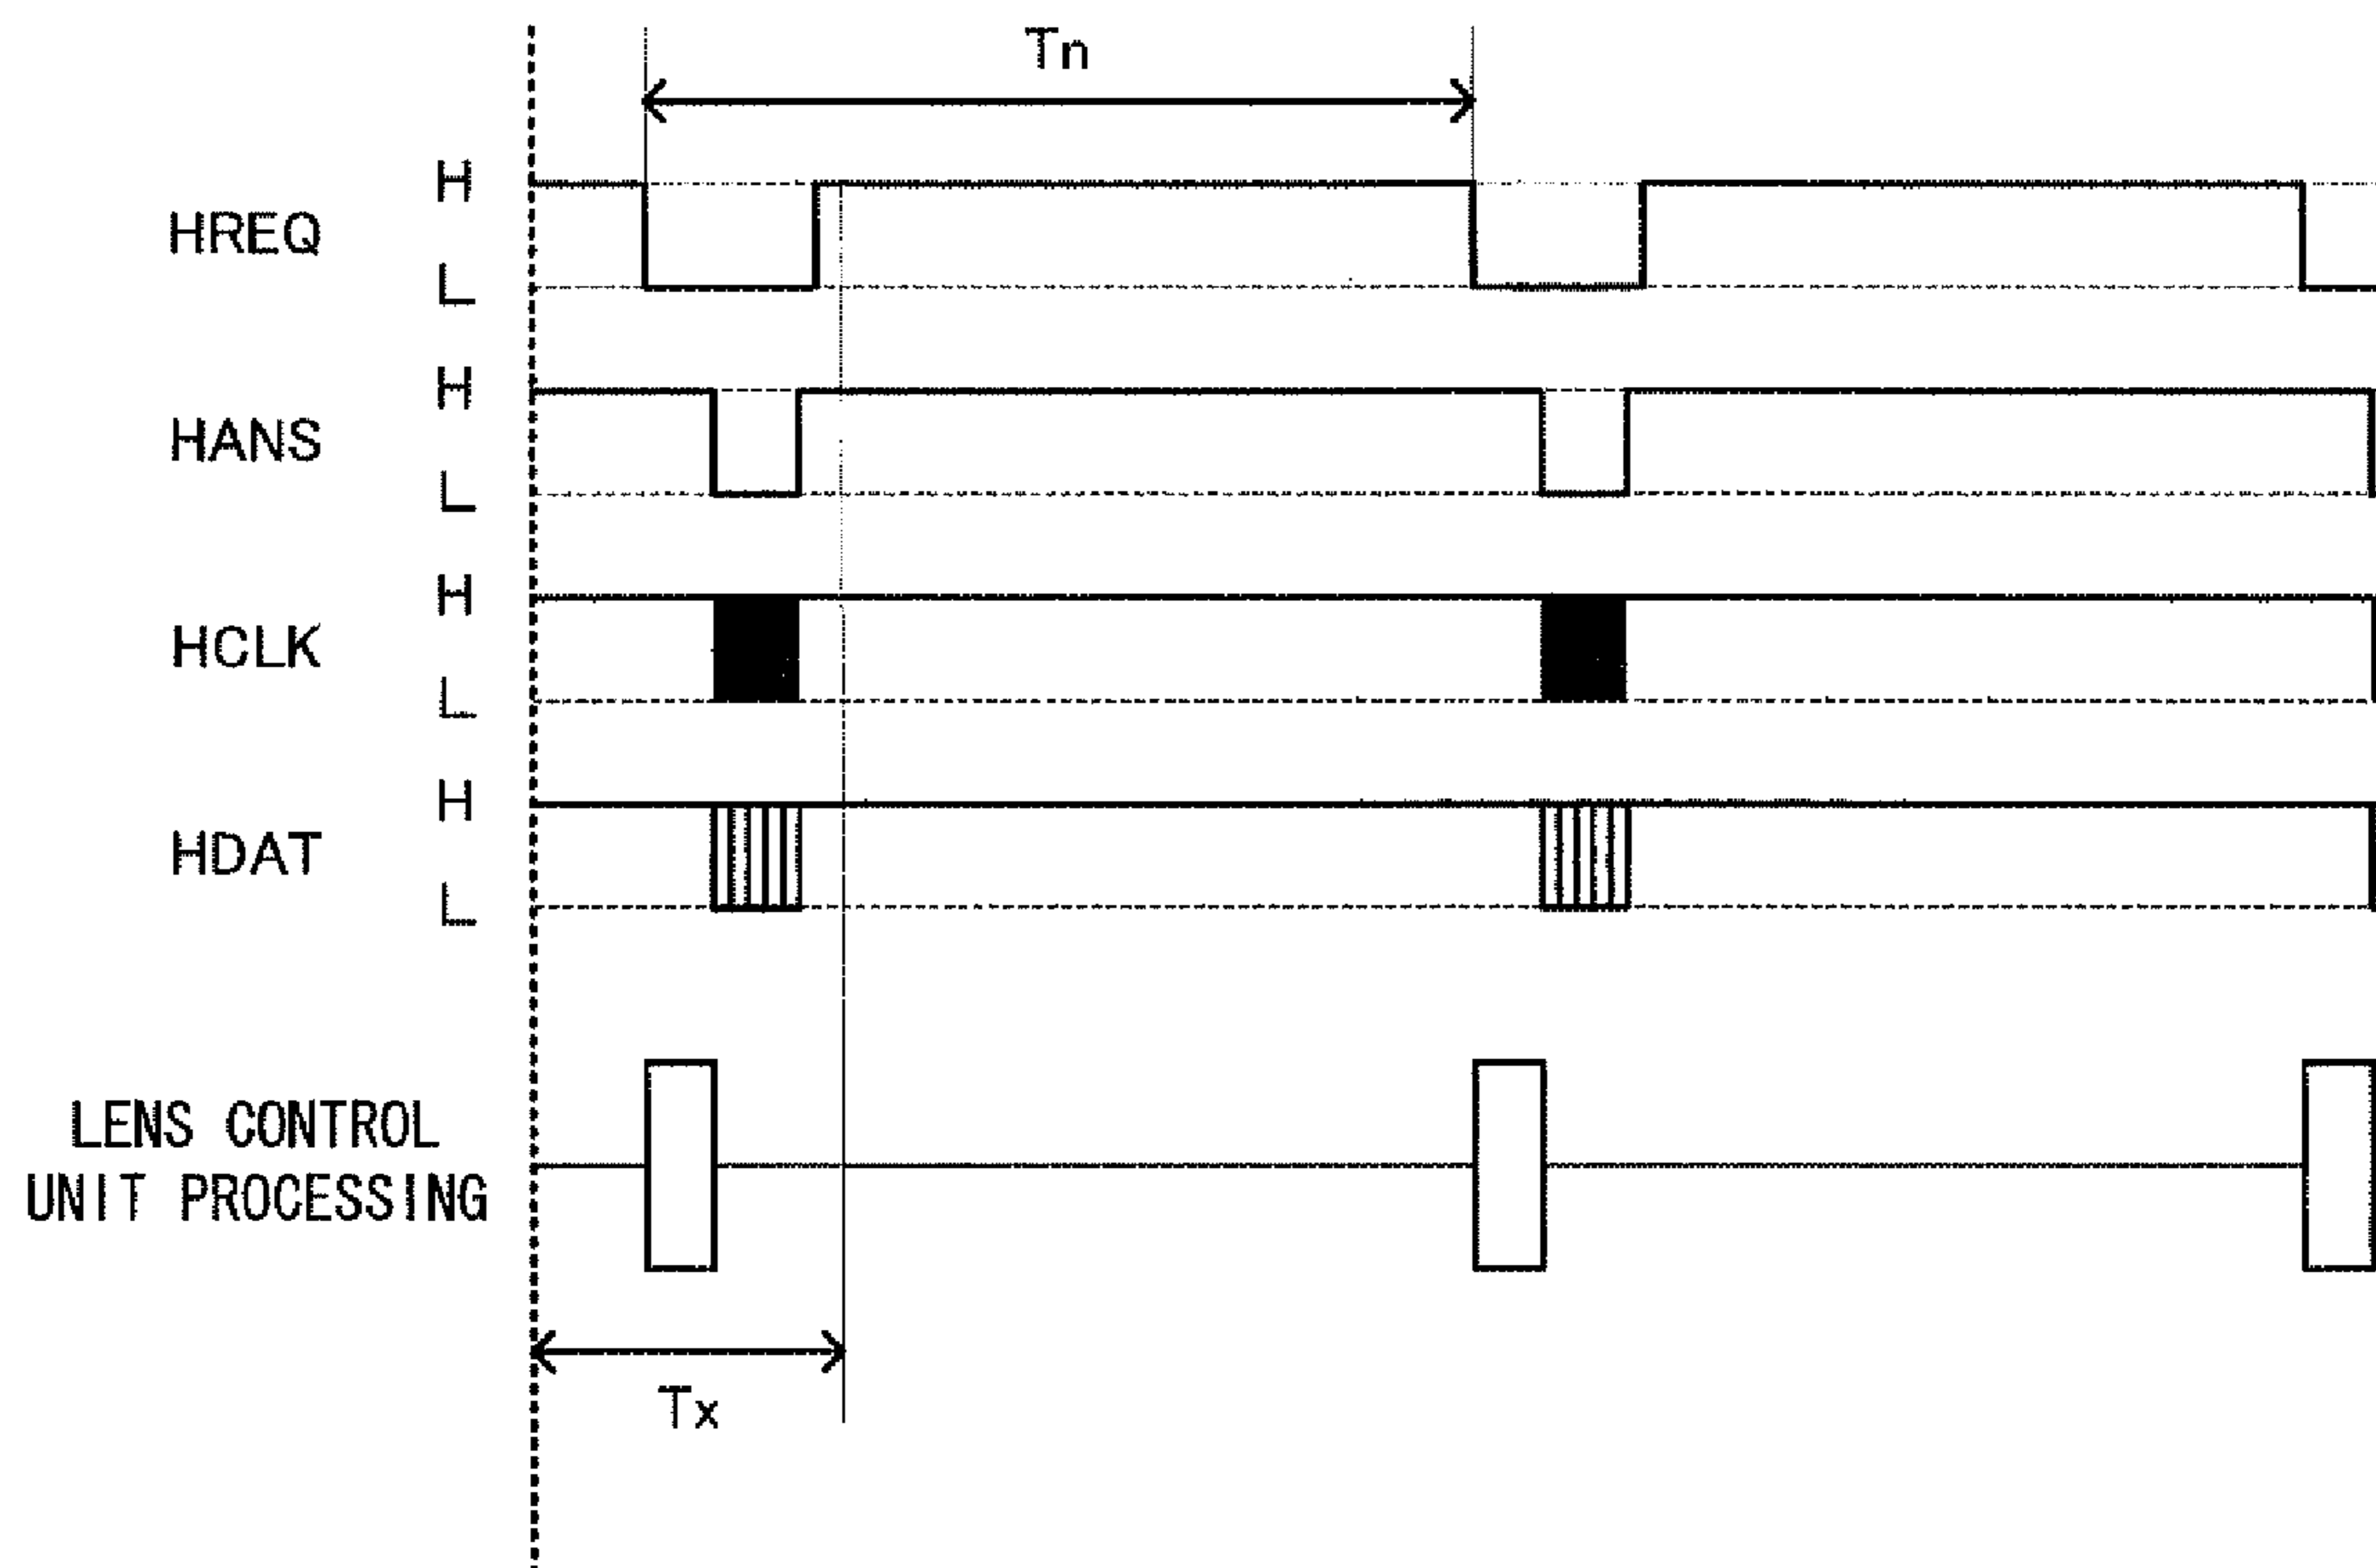 Tn
H
HREQ
L
H
HANS
L
H
HCLK
L
H
HDAT
L
LENS CONTROL
UNIT PROCESSING
Tx